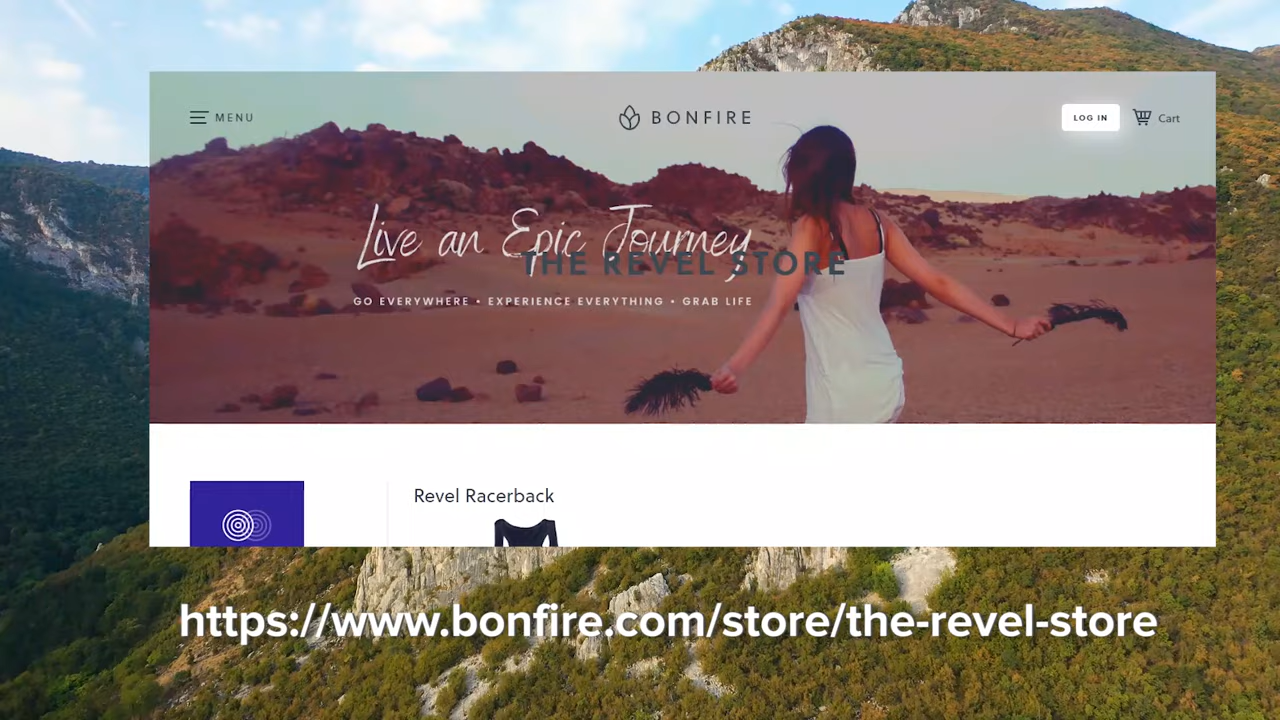 MENU
BONFIRE
LOG IN
Cart
Live an Epic Journey
THE REVEL STORE
GO EVERYWHERE • EXPERIENCE EVERYTHING • GRAB LIFE
Revel Racerback
https://www.bonfire.com/store/the-revel-store